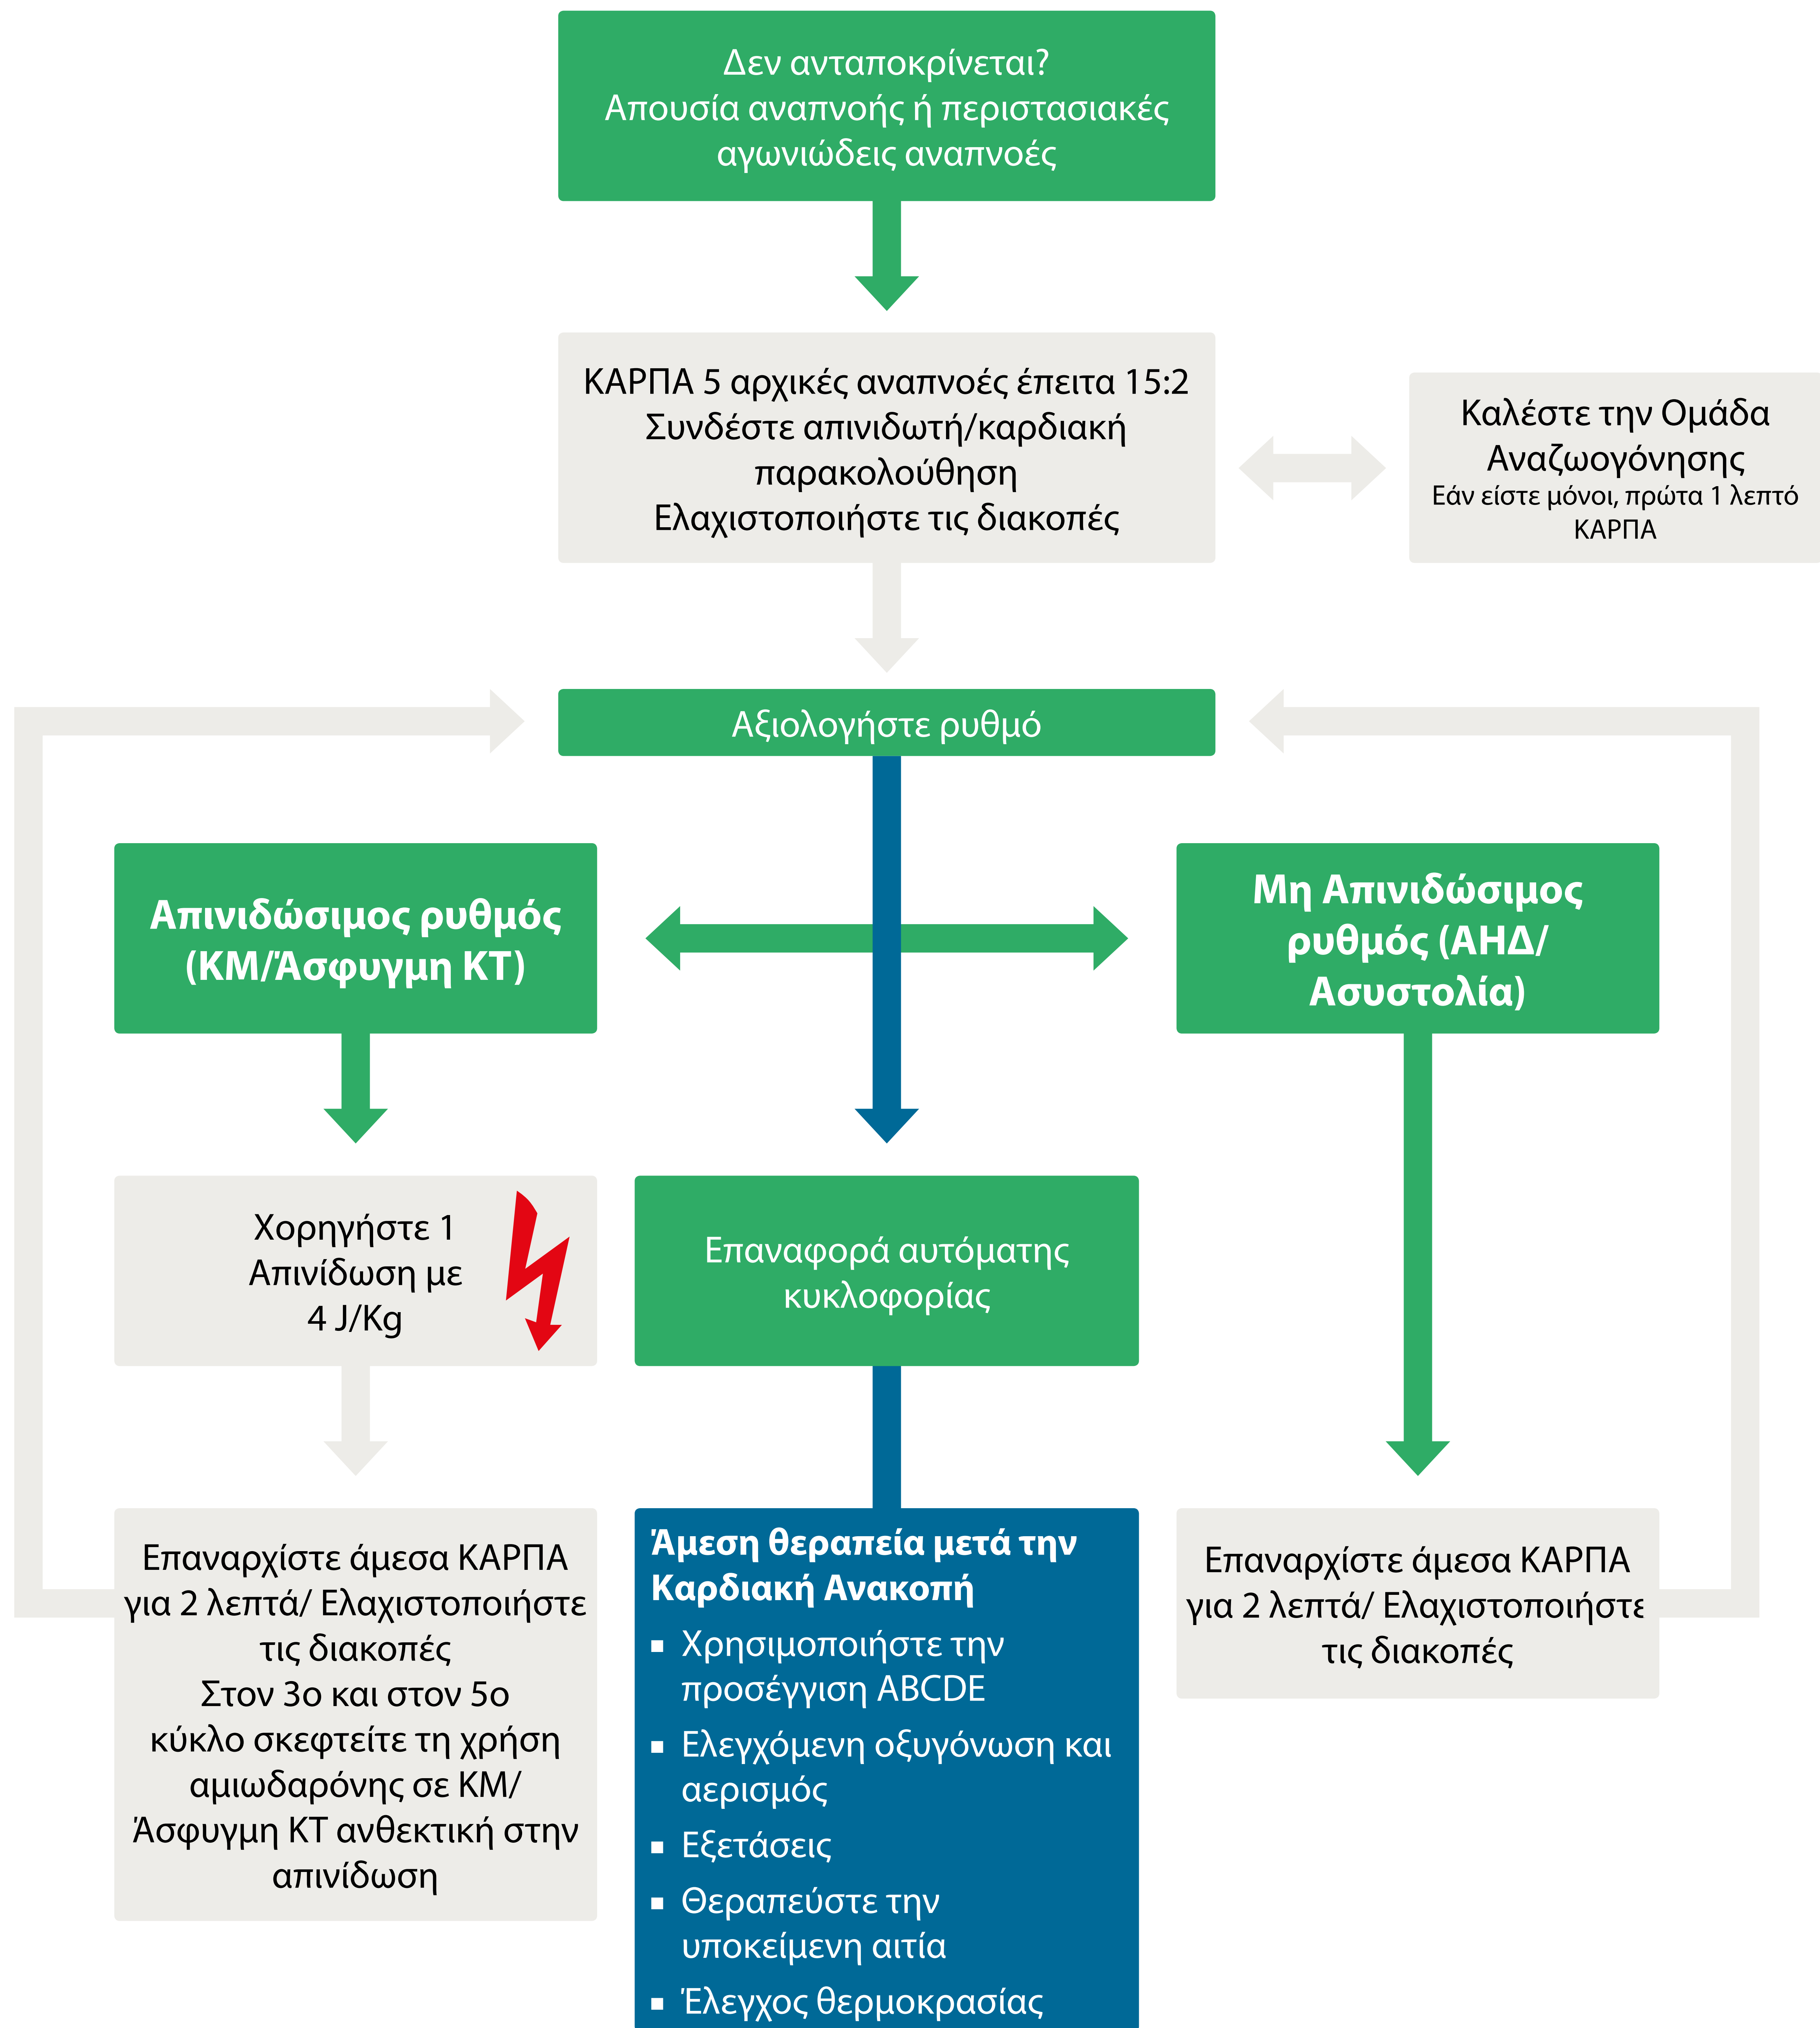 Δεν ανταποκρίνεται?
Απουσία αναπνοής ή περιστασιακές
αγωνιώδεις αναπνοές
ΚΑΡΠΑ 5 αρχικές αναπνοές έπειτα 15:2
Συνδέστε απινιδωτή/καρδιακή
παρακολούθηση
Ελαχιστοποιήστε τις διακοπές
Καλέστε την Ομάδα
Αναζωογόνησης
Εάν είστε μόνοι, πρώτα 1 λεπτό
ΚΑΡΠΑ
Αξιολογήστε ρυθμό
Απινιδώσιμος ρυθμός
(ΚΜ/Άσφυγμη ΚΤ)
Μη Απινιδώσιμος
ρυθμός (ΑΗΔ/
Ασυστολία)
Χορηγήστε 1
Απινίδωση με
4 J/Kg
Επαναφορά αυτόματης
κυκλοφορίας
Επαναρχίστε άμεσα ΚΑΡΠΑ
για 2 λεπτά/ Ελαχιστοποιήστε
τις διακοπές
Στον 3ο και στον 5ο
κύκλο σκεφτείτε τη χρήση
αμιωδαρόνης σε ΚΜ/
Άσφυγμη ΚΤ ανθεκτική στην
απινίδωση
Άμεση θεραπεία μετά την
Καρδιακή Ανακοπή
▪ Χρησιμοποιήστε την
προσέγγιση ABCDE
▪ Ελεγχόμενη οξυγόνωση και
αερισμός
▪ Εξετάσεις
▪ Θεραπεύστε την
υποκείμενη αιτία
▪ Έλεγχος θερμοκρασίας
Επαναρχίστε άμεσα ΚΑΡΠΑ
για 2 λεπτά/ Ελαχιστοποιήστε
τις διακοπές